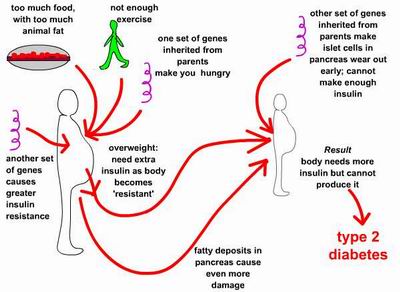 too much food,
with too much
animal fat
not enough
exercise
one set of genes
inherited from
parents
make you hungry
other set of genes
inherited from
parents make
islet cells in
pancreas wear out
early; cannot
make enough
insulin
another set
of genes
causes
greater
insulin
resistance
overweight:
need extra
insulin as body
becomes
'resistant'
Result
body needs more
insulin but cannot
produce it
fatty deposits in
pancreas cause
even more
damage
type 2
diabetes